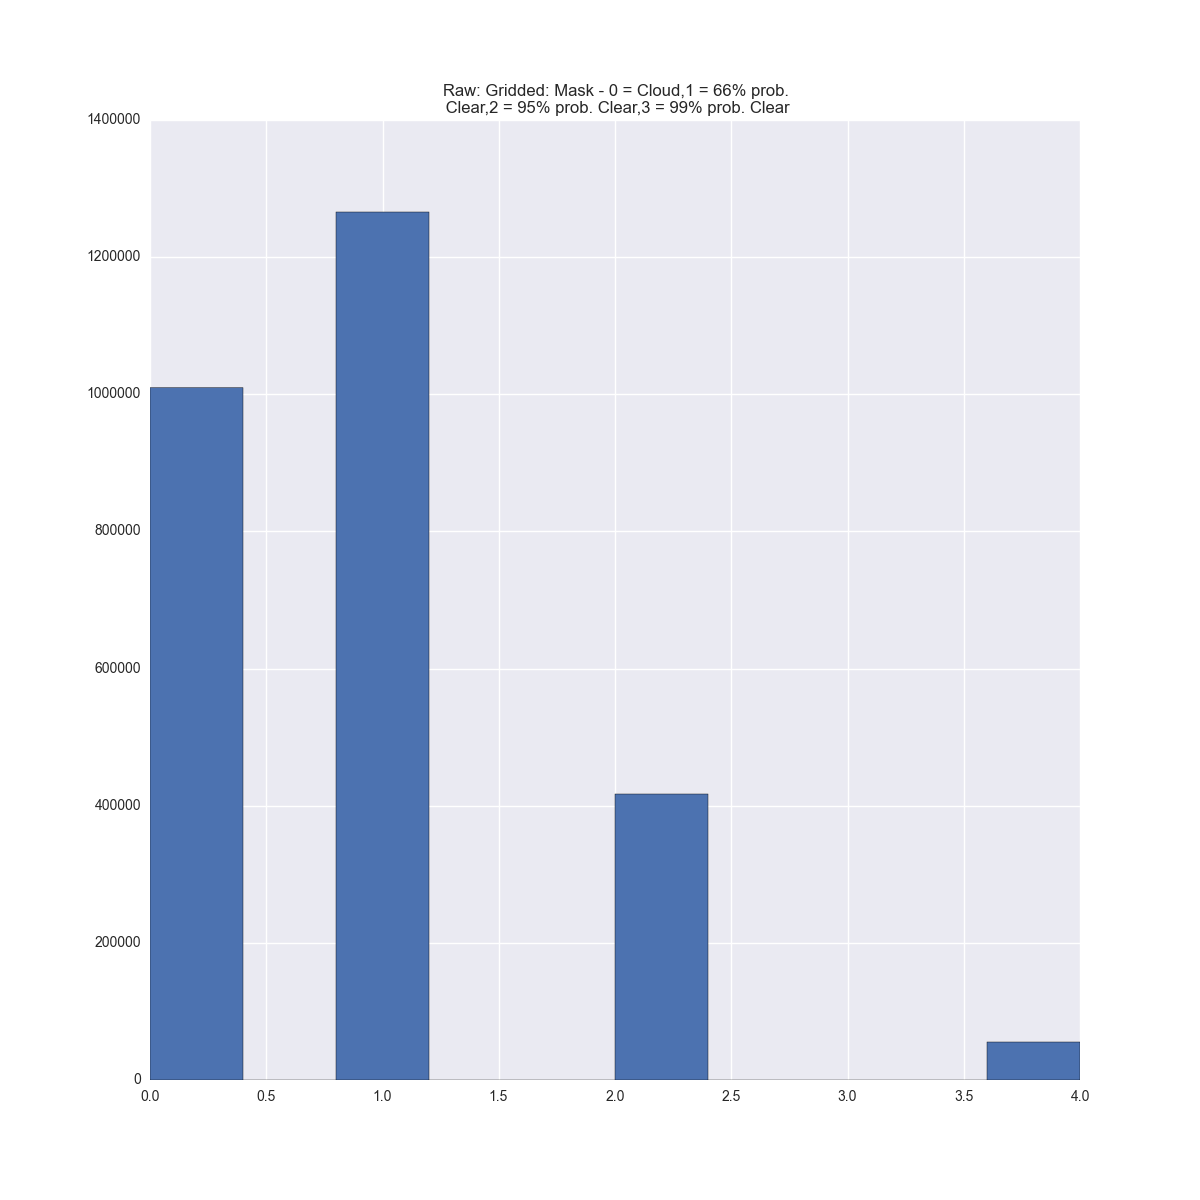 Raw: Gridded: Mask - 0 = Cloud,1 = 66% prob.
Clear,2 = 95% prob. Clear,3 = 99% prob. Clear
1400000
1200000
1000000
800000
600000
400000
200000
0
0.0 0.5 1.0 1.5 2.0 2.5 3.0 3.5 4.0